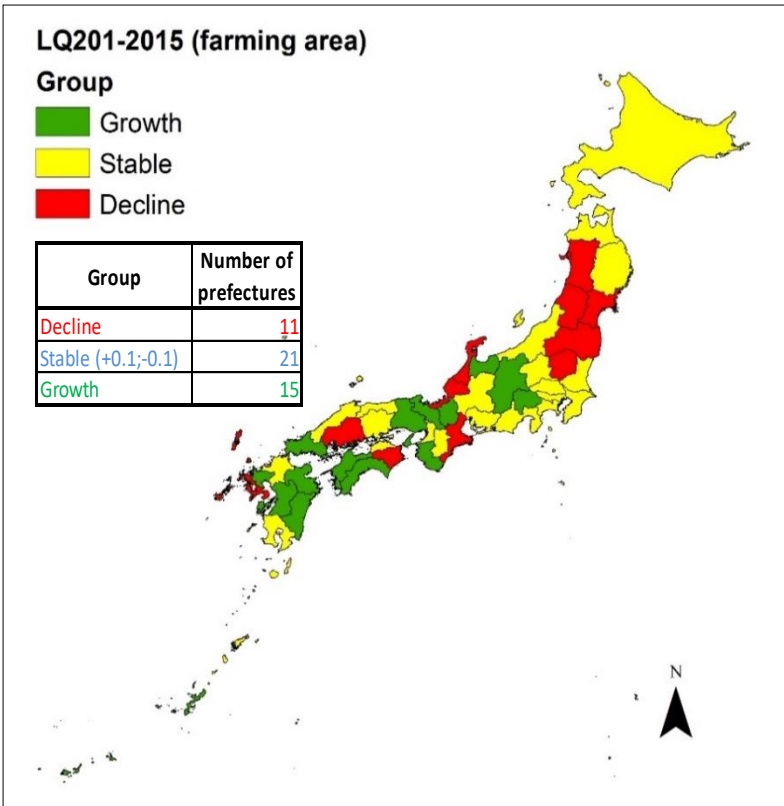 LQ201-2015 (farming area)
Group
Growth
Stable
Decline
Group Number of
prefectures
Decline 11
Stable (+0.1;-0.1) 21
Growth 15
N